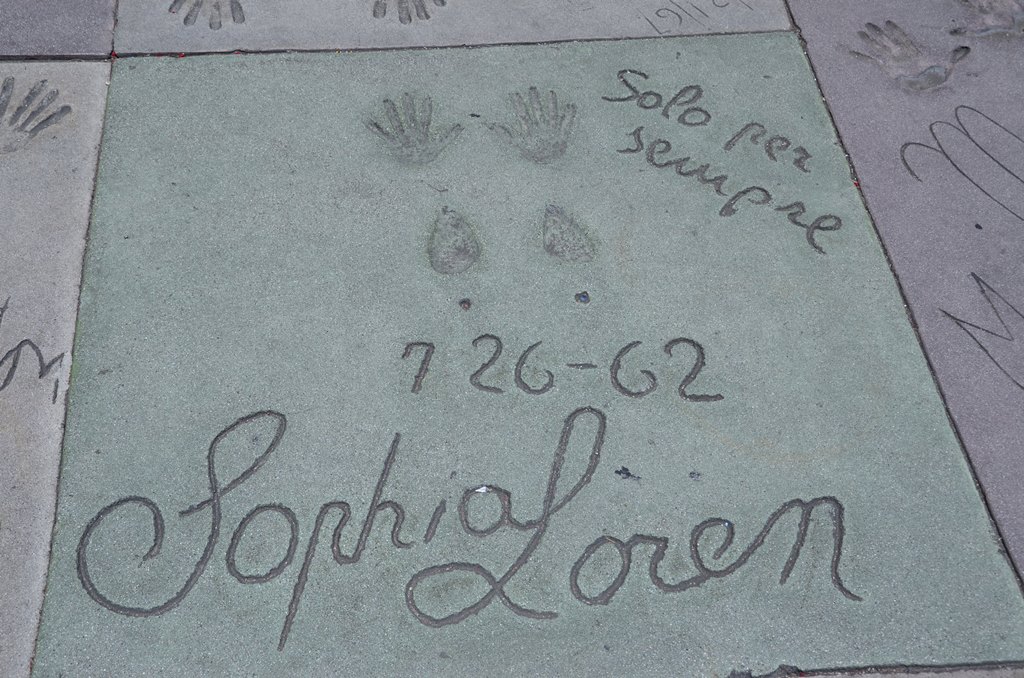 Solo per
sempre
7 26-62
Sophia Loren